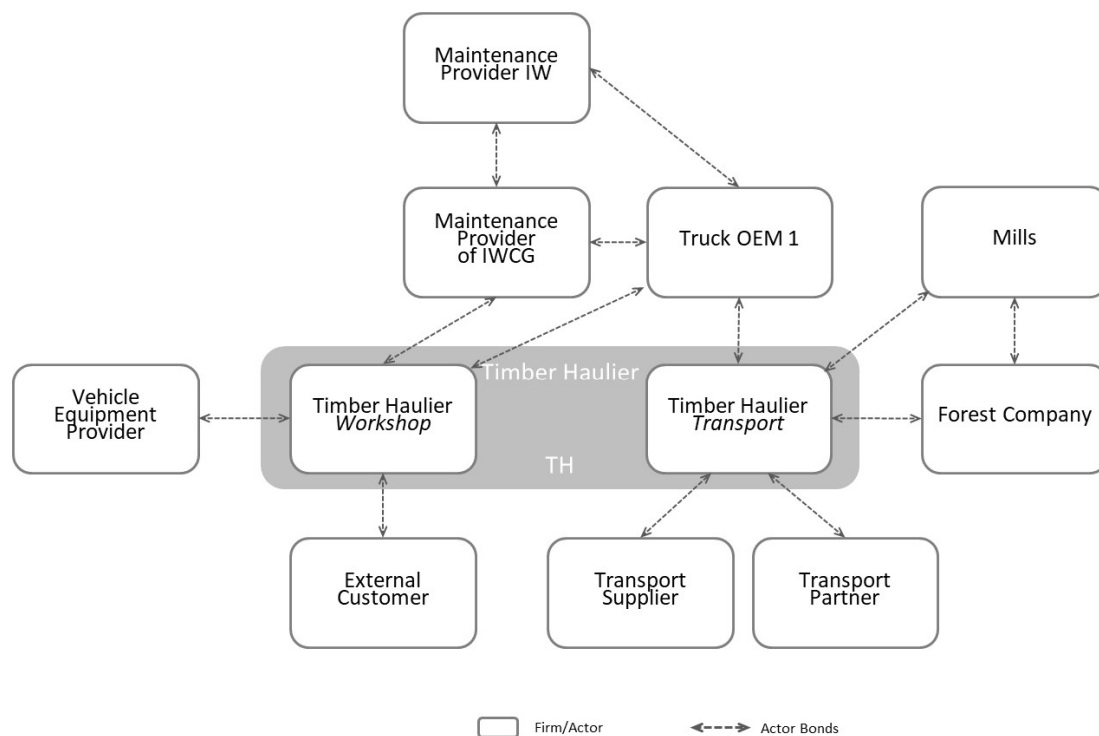 Maintenance
Provider IW
Maintenance
Provider
of IWCG
Truck OEM 1
Mills
Timber Haulier
Vehicle
Equipment
Provider
Timber Haulier
Workshop
Timber Haulier
Transport
Forest Company
TH
External
Customer
Transport
Supplier
Transport
Partner
Firm/Actor
Actor Bonds